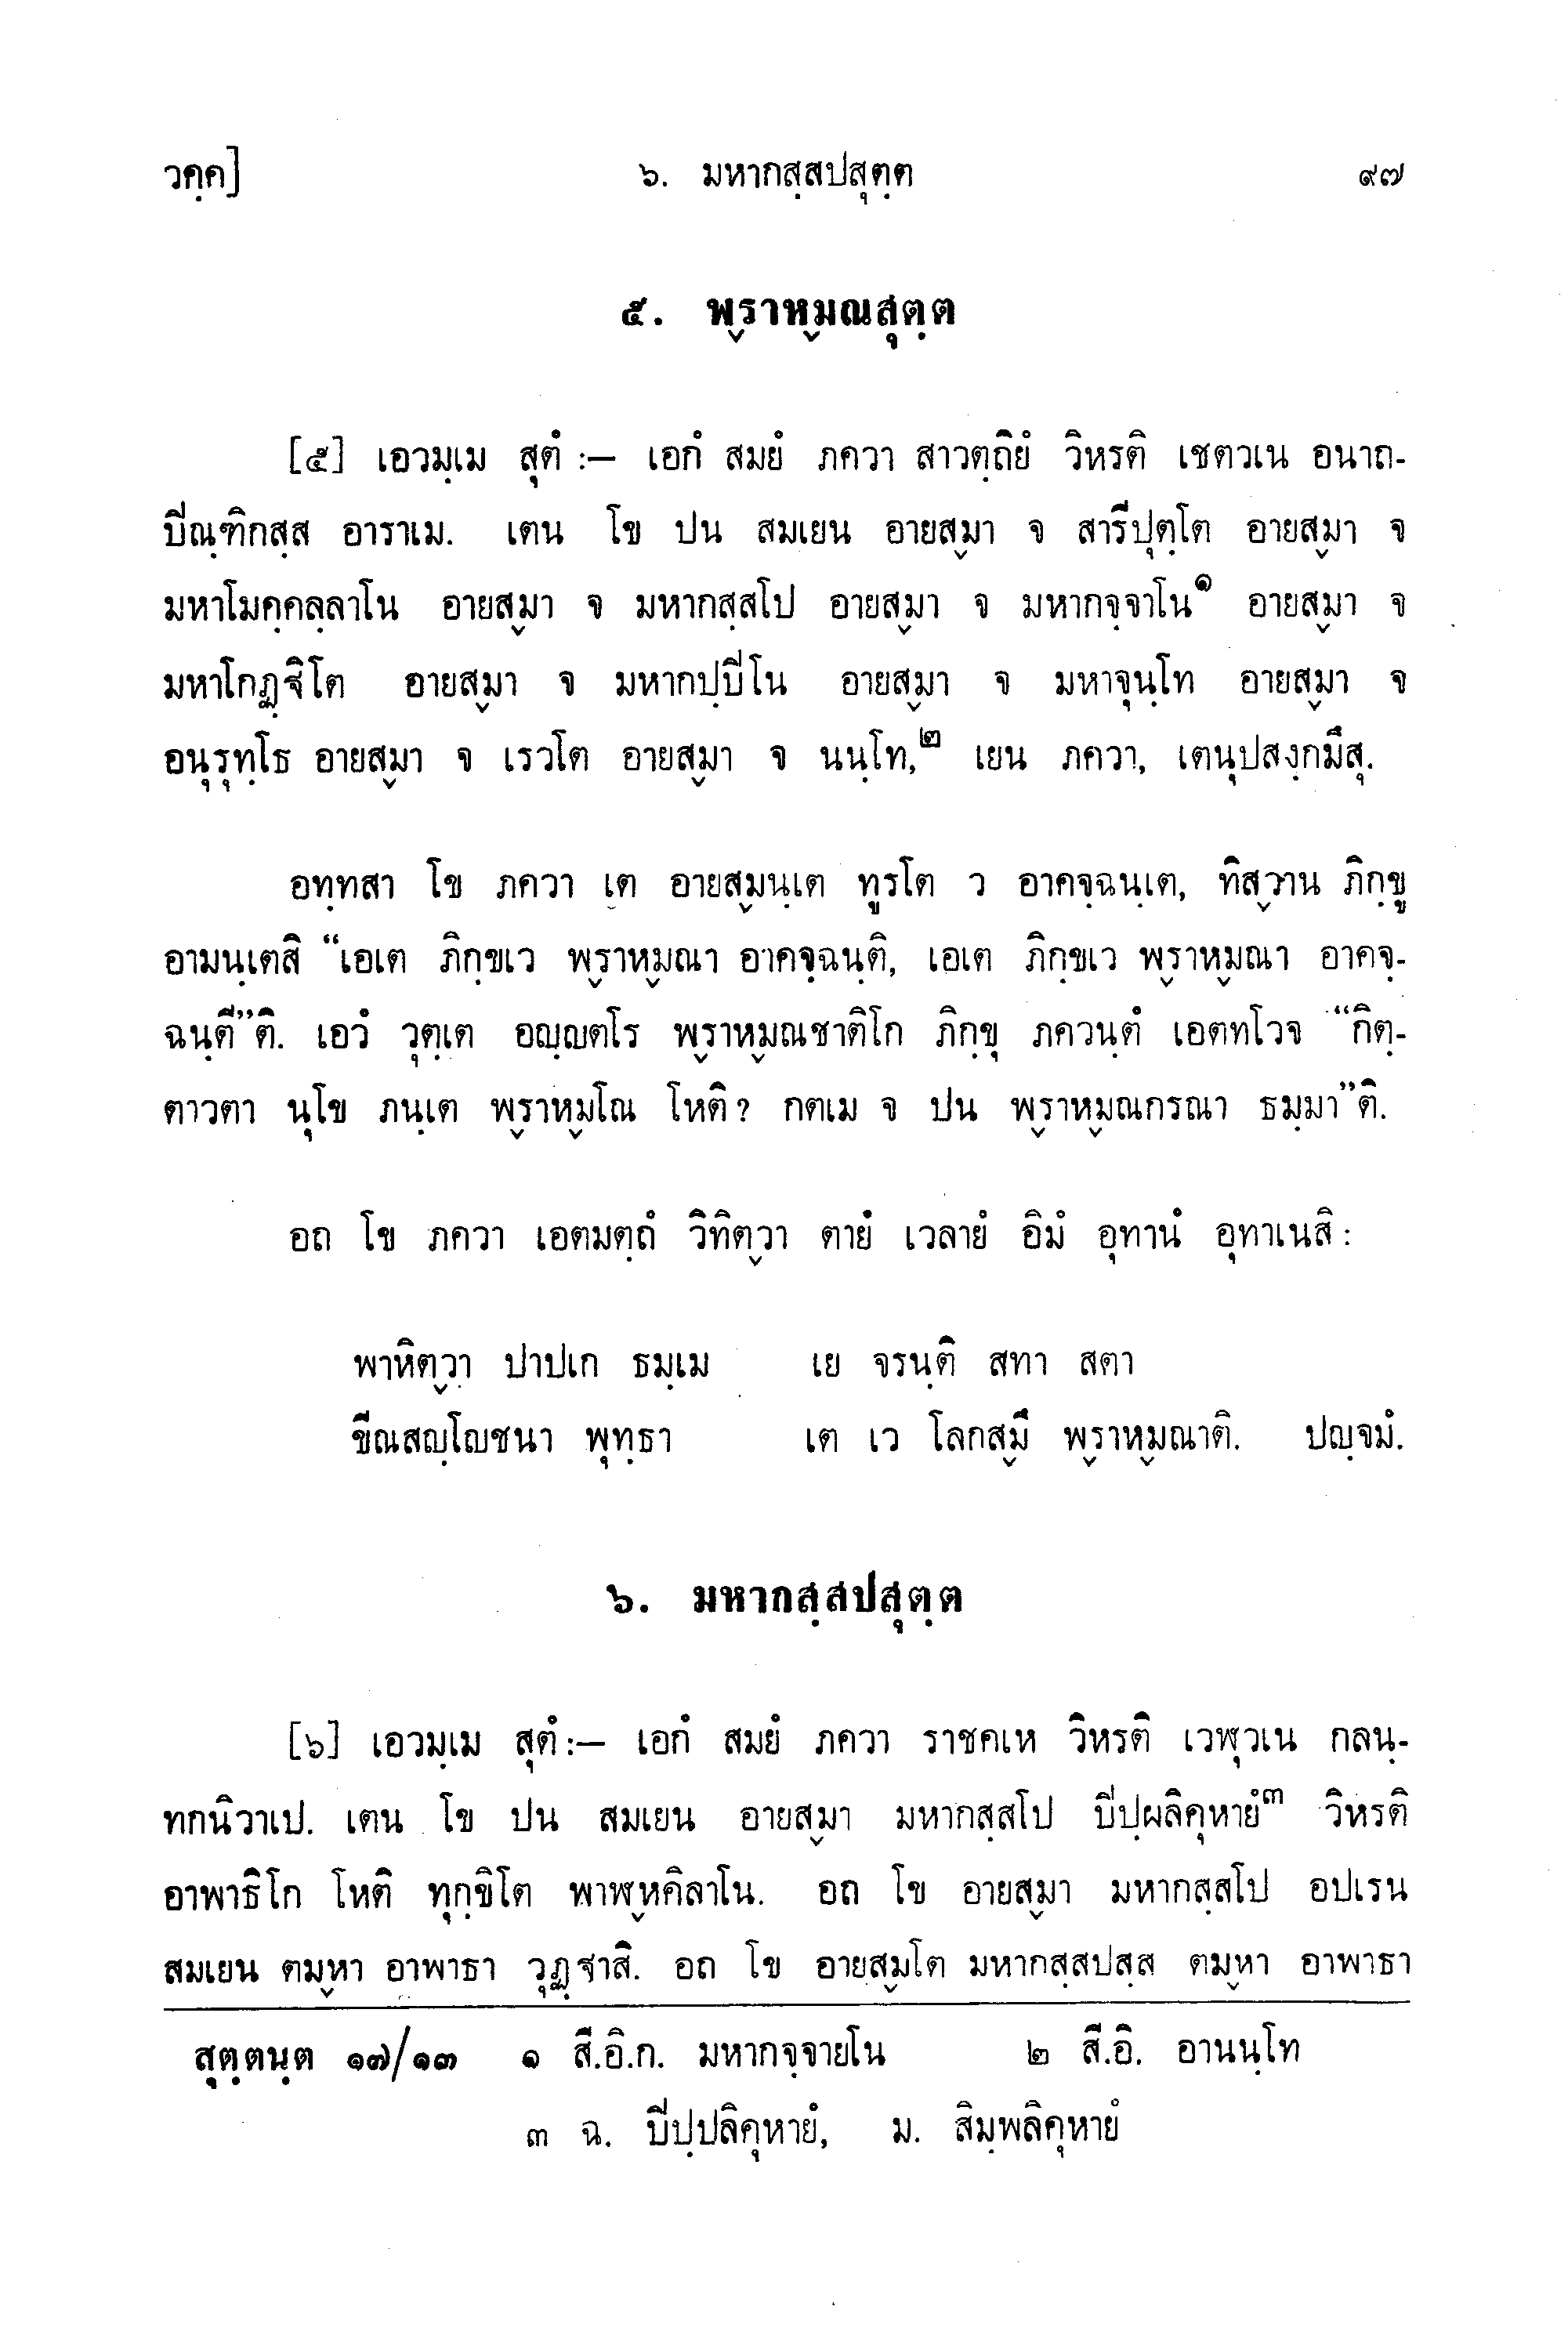 วคฺค] ๖. มหากสฺสปสุตฺต ๙๗
๕. พฺราหฺมณสุตฺต
[๕] เอวมฺเม สุตํ :— เอกํ สมยํ ภควา สาวตฺถิยํ วิหรติ เชตวเน อนาถ-
ปิณฺฑิกสฺส อาราเม. เตน โข ปน สมเยน อายสฺมา จ สารีปุตฺโต อายสฺมา จ
มหาโมคฺคลฺลาโน อายสฺมา จ มหากสฺสโป อายสฺมา จ มหากจฺจาโน๑ อายสฺมา จ
มหาโกฏฺฐิโต อายสฺมา จ มหากปฺปิโน อายสฺมา จ มหาจุนฺโท อายสฺมา จ
อนุรุทฺโธ อายสฺมา จ เรวโต อายสฺมา จ นนฺโท,๒ เยน ภควา, เตนุปสงฺกมึสุ.
อทฺทสา โข ภควา เต อายสฺมนฺเต ทูรโต ว อาคจฺฉนฺเต, ทิสฺวาน ภิกฺขู
อามนฺเตสิ “เอเต ภิกฺขเว พฺราหฺมณา อาคจฺฉนฺติ, เอเต ภิกฺขเว พฺราหฺมณา อาคจฺ-
ฉนฺตี”ติ. เอวํ วุตฺเต อญฺญตโร พฺราหฺมณชาติโก ภิกฺขุ ภควนฺตํ เอตทโวจ “กิตฺ-
ตาวตา นุโข ภนฺเต พฺราหฺมโณ โหติ? กตเม จ ปน พฺราหฺมณกรณา ธมฺมา”ติ.
อถ โข ภควา เอตมตฺถํ วิทิตฺวา ตายํ เวลายํ อิมํ อุทานํ อุทาเนสิ :
พาหิตฺวา ปาปเก ธมฺเม เย จรนฺติ สทา สตา
ขีณสญฺโญชนา พุทฺธา เต เว โลกสฺมึ พฺราหฺมณาติ. ปญฺจมํ.
๖. มหากสฺสปสุตฺต
[๖] เอวมฺเม สุตํ :— เอกํ สมยํ ภควา ราชคเห วิหรติ เวฬุวเน กลนฺ-
ทกนิวาเป. เตน โข ปน สมเยน อายสฺมา มหากสฺสโป ปิปฺผลิคุหายํ๓ วิหรติ
อาพาธิโก โหติ ทุกฺขิโต พาฬฺหคิลาโน. อถ โข อายสฺมา มหากสฺสโป อปเรน
สมเยน ตมฺหา อาพาธา วุฏฺฐาสิ. อถ โข อายสฺมโต มหากสฺสปสฺส ตมฺหา อาพาธา
สุตฺตนฺต ๑๗/๑๓ ๑ สี.อิ.ก. มหากจฺจายโน ๒ สี.อิ. อานนฺโท
๓ ฉ. ปิปฺปลิคุหายํ, ม. สิมฺพลิคุหายํ